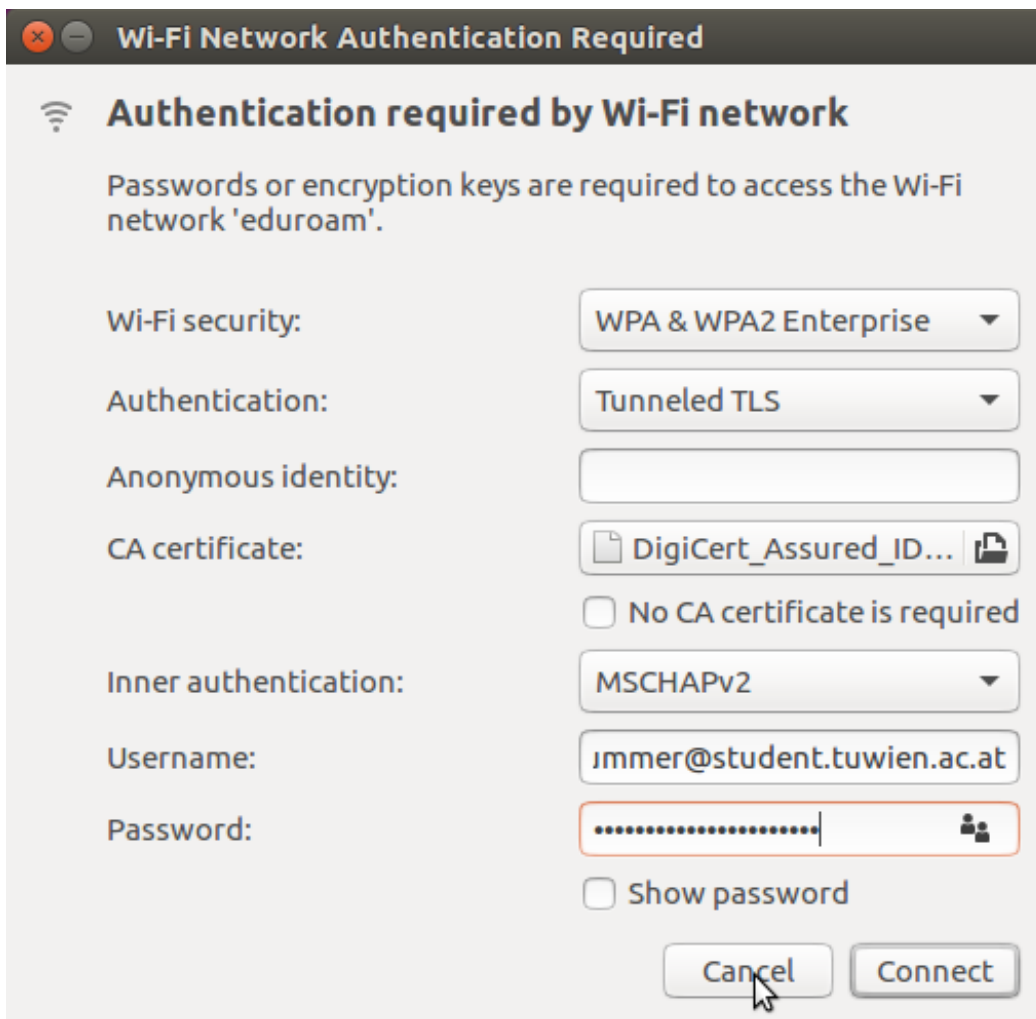 Wi-Fi Network Authentication Required
Authentication required by Wi-Fi network
Passwords or encryption keys are required to access the Wi-Fi
network 'eduroam'.
Wi-Fi security: WPA & WPA2 Enterprise
Authentication: Tunneled TLS
Anonymous identity:
CA certificate: DigiCert_Assured_ID...
No CA certificate is required
Inner authentication: MSCHAPv2
Username: ummer@student.tuwien.ac.at
Password: ••••••••••••••••••••••
Show password
Cancel Connect